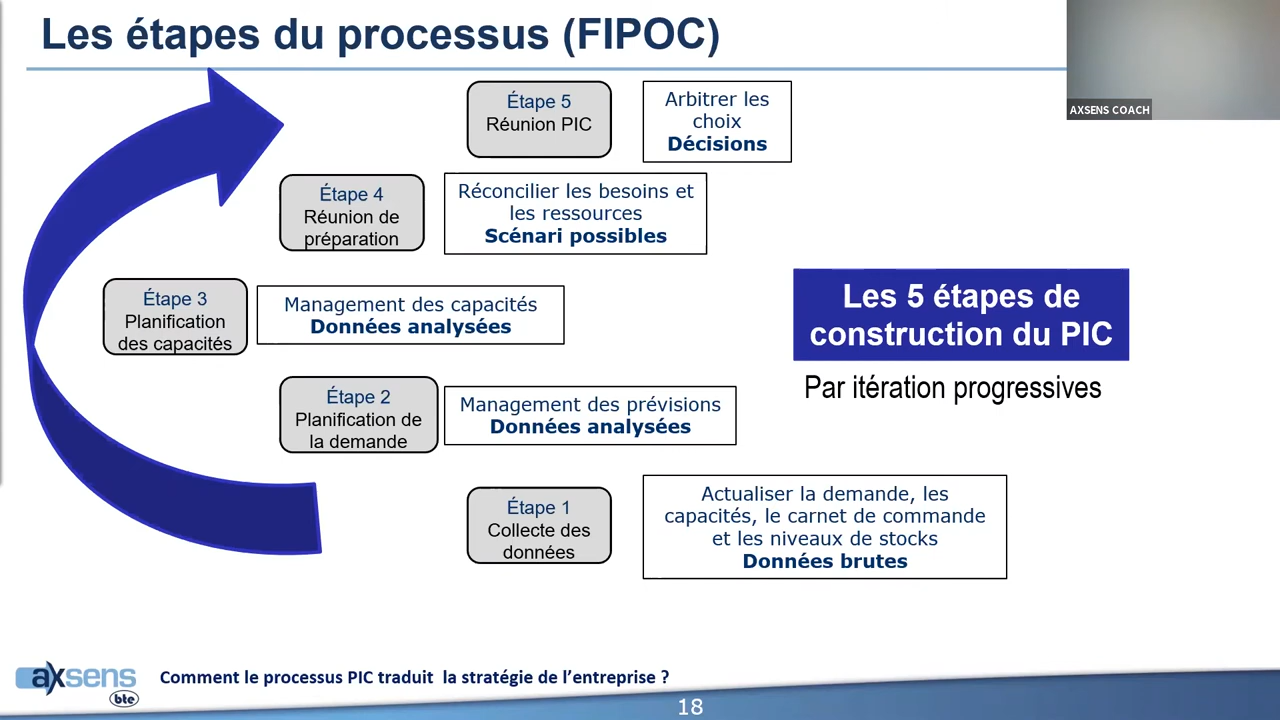 Les étapes du processus (FIPOC)
AXSENS COACH
Étape 5
Réunion PIC
Arbitrer les
choix
Décisions
Étape 4
Réunion de
préparation
Réconcilier les besoins et
les ressources
Scénari possibles
Étape 3
Planification
des capacités
Management des capacités
Données analysées
Les 5 étapes de
construction du PIC
Par itération progressives
Étape 2
Planification de
la demande
Management des prévisions
Données analysées
Étape 1
Collecte des
données
Actualiser la demande, les
capacités, le carnet de commande
et les niveaux de stocks
Données brutes
axsens
bte
Comment le processus PIC traduit la stratégie de l'entreprise ?
18